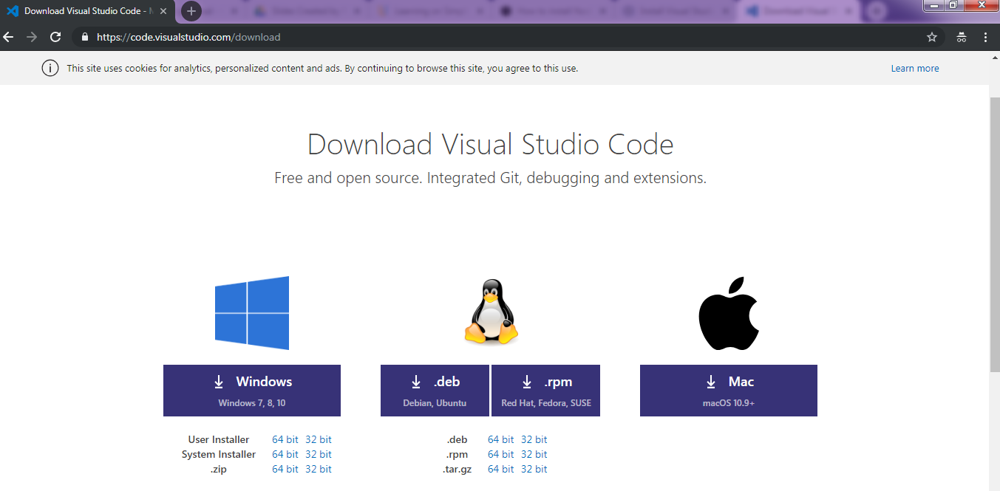 Download Visual Studio Code -
https://code.visualstudio.com/download
This site uses cookies for analytics, personalized content and ads. By continuing to browse this site, you agree to this use.
Learn more
Download Visual Studio Code
Free and open source. Integrated Git, debugging and extensions.
Windows
Windows 7, 8, 10
.deb
Debian, Ubuntu
.rpm
Red Hat, Fedora, SUSE
Mac
macOS 10.9+
User Installer 64 bit 32 bit
System Installer 64 bit 32 bit
.zip 64 bit 32 bit
.deb 64 bit 32 bit
.rpm 64 bit 32 bit
.tar.gz 64 bit 32 bit